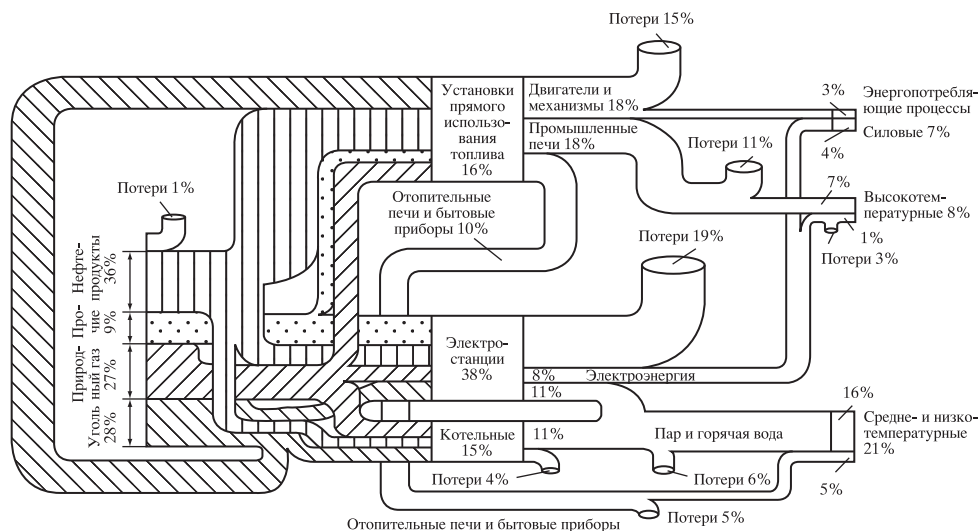 Потери 15%
Установки
прямого
использо-
вания
топлива
16%
Двигатели и
механизмы 18%
Промышленные
печи 18%
3%
Энергопотребля-
ющие процессы
Силовые 7%
4%
Потери 11%
7%
Высокотем-
пературные 8%
1%
Потери 3%
Потери 1%
Отопительные
печи и бытовые
приборы 10%
Потери 19%
Нефте-
продукты
36%
Про-
чие
9%
Природ-
ный газ
27%
Уголь
28%
Электро-
станции
38%
8%
Электроэнергия
11%
Котельные
15%
11%
Пар и горячая вода
16%
Средне- и низко-
температурные
21%
5%
Потери 4%
Потери 6%
Потери 5%
Отопительные печи и бытовые приборы